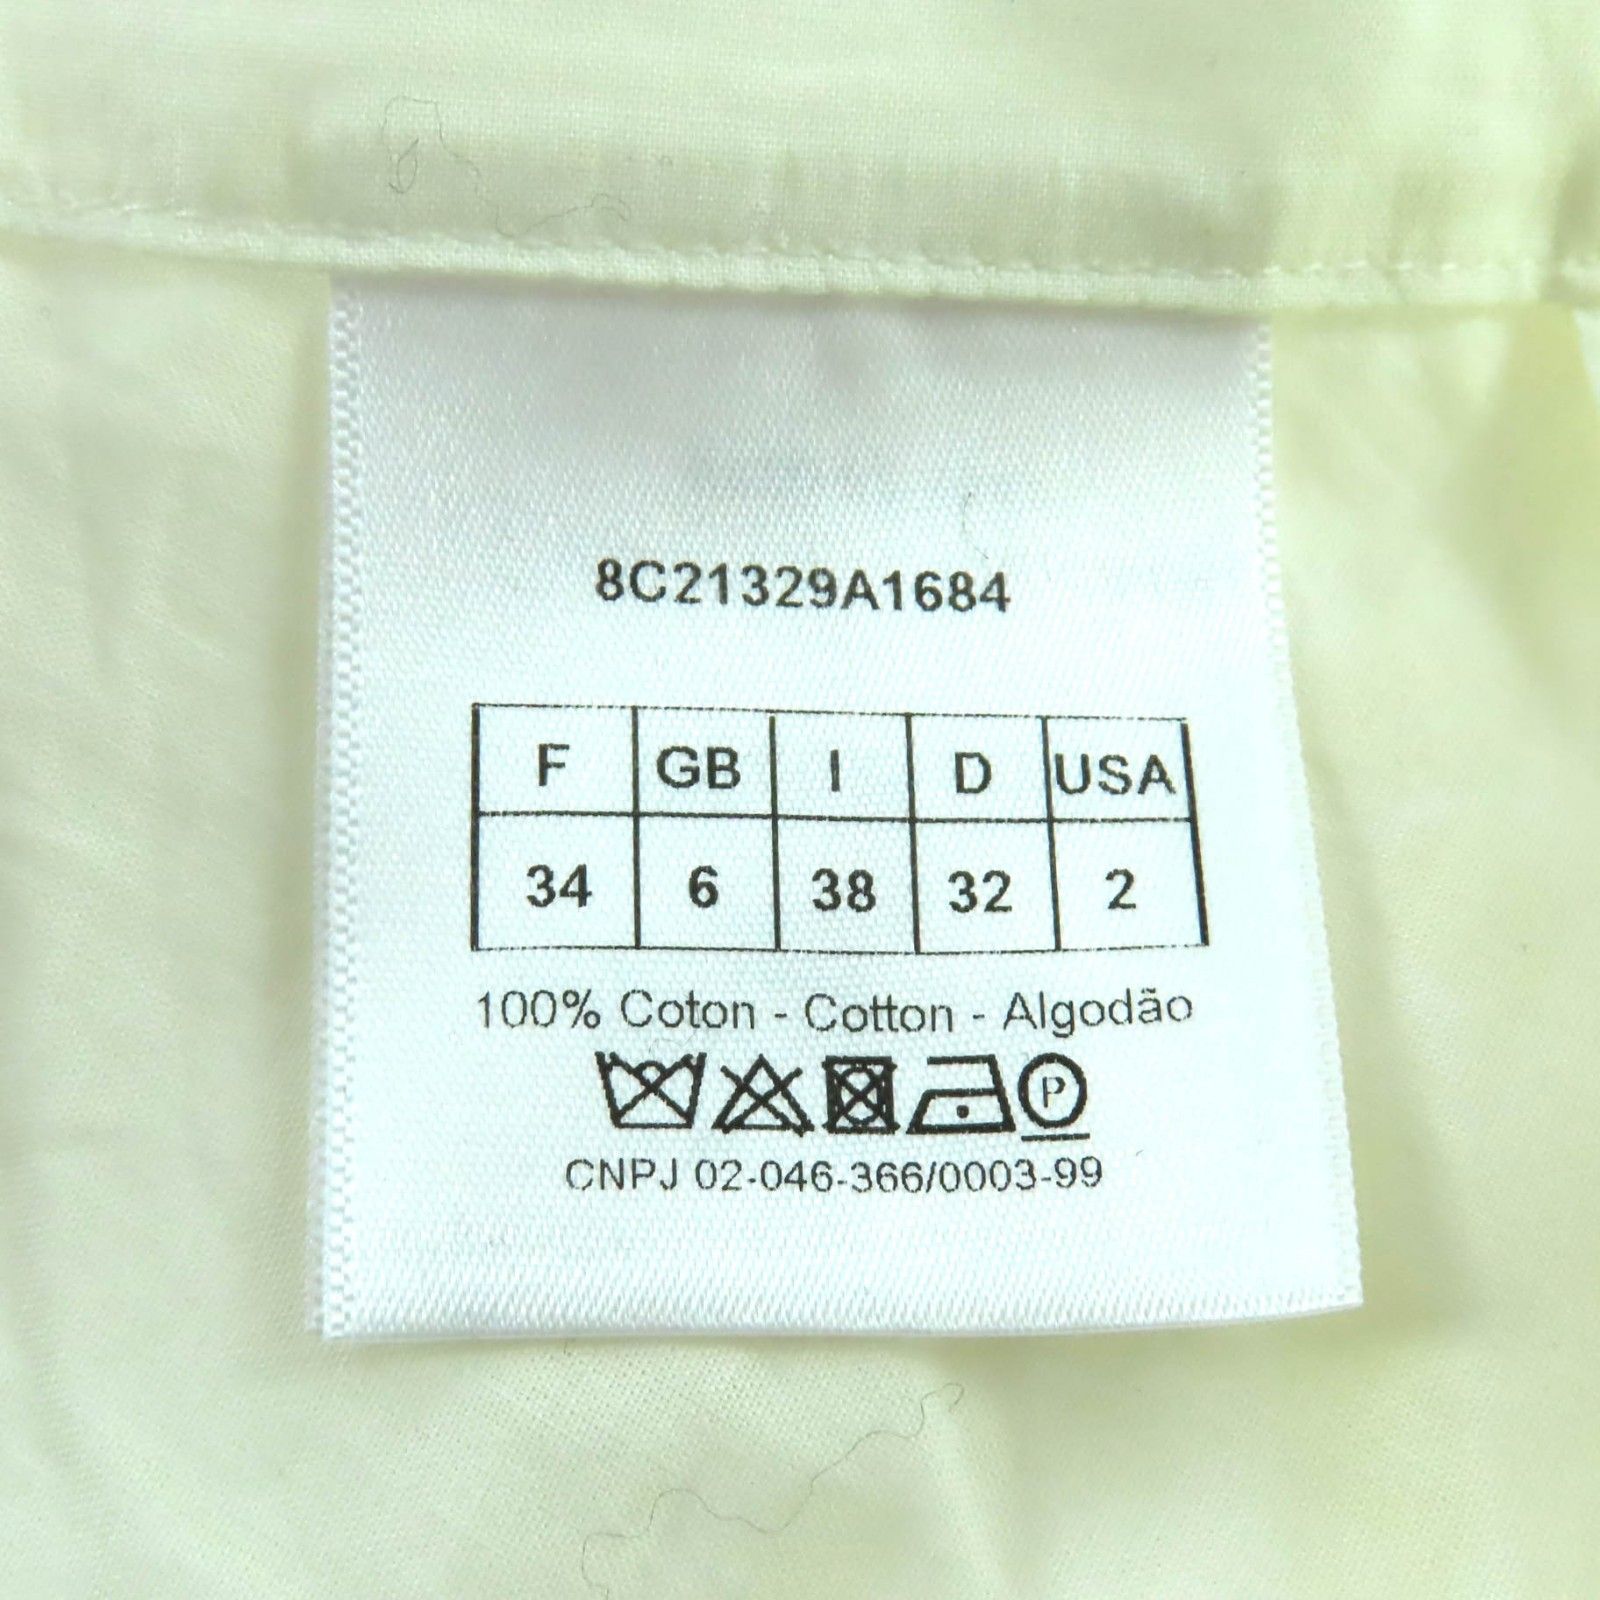 8C21329A1684
F GB I D USA
34 6 38 32 2
100% Coton - Cotton - Algodão
P
CNPJ 02-046-366/0003-99